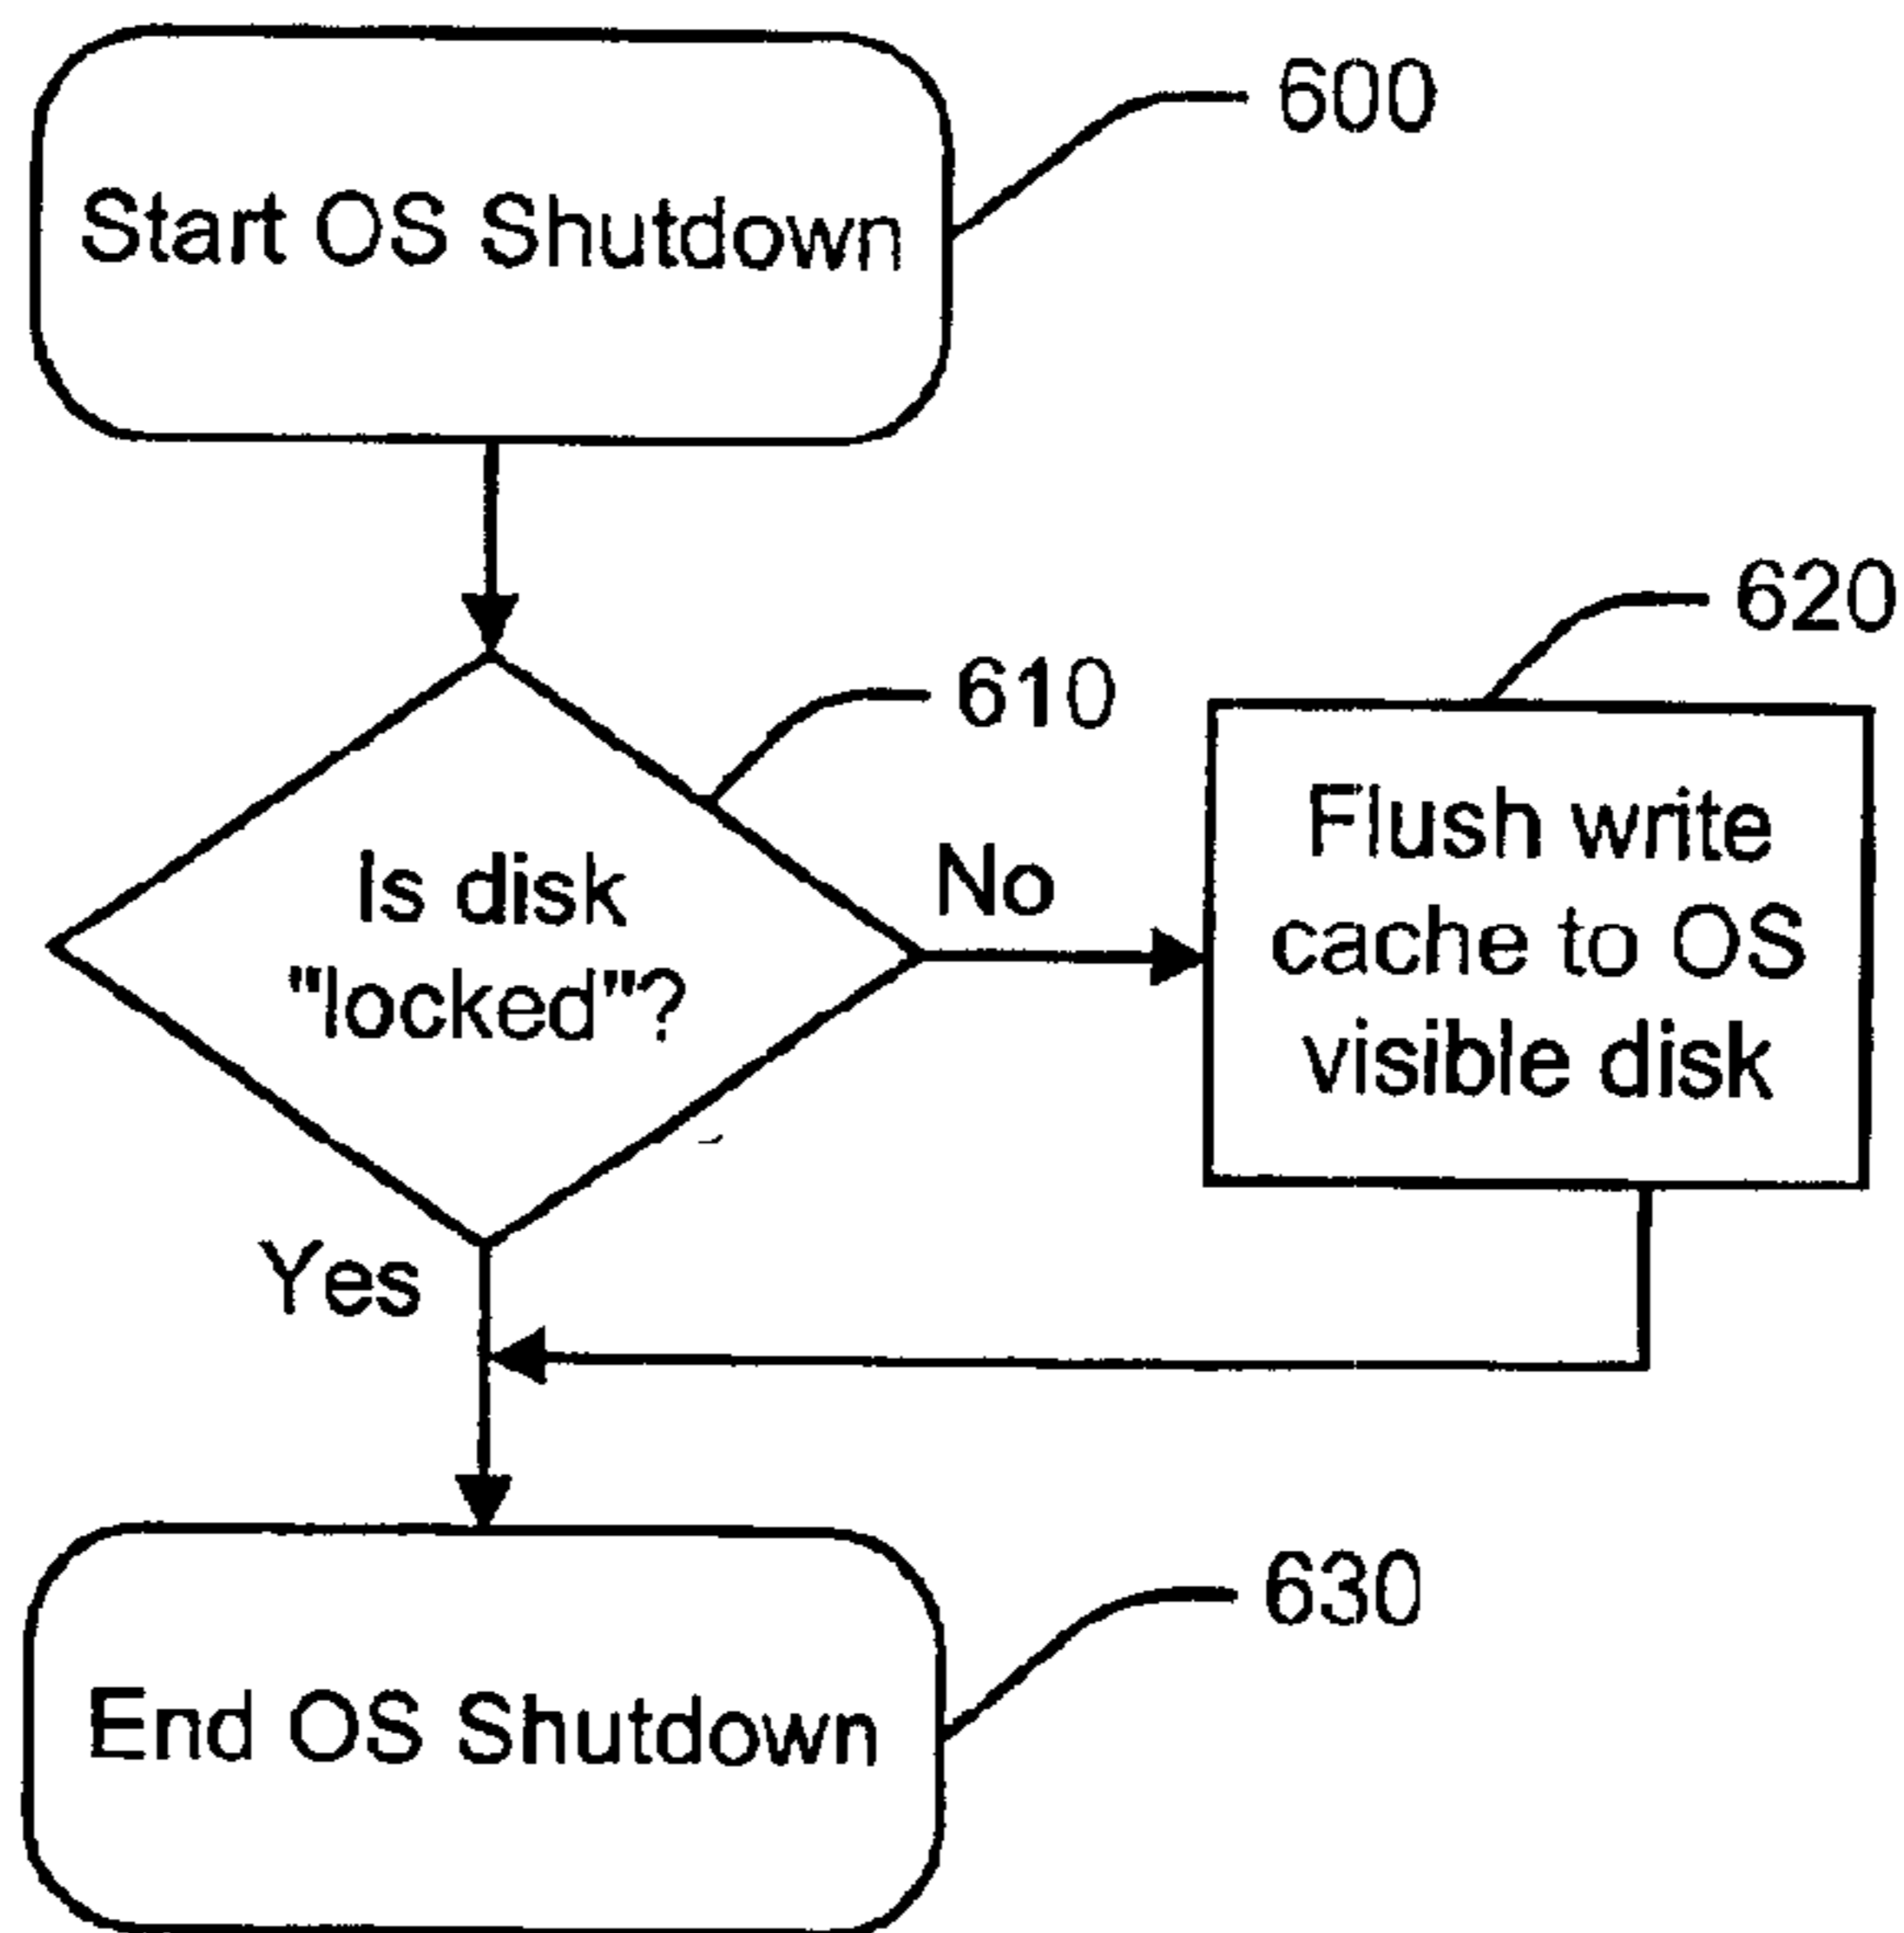 600
Start OS Shutdown
620
610
Is disk
"locked"?
No
Flush write
cache to OS
visible disk
Yes
630
End OS Shutdown